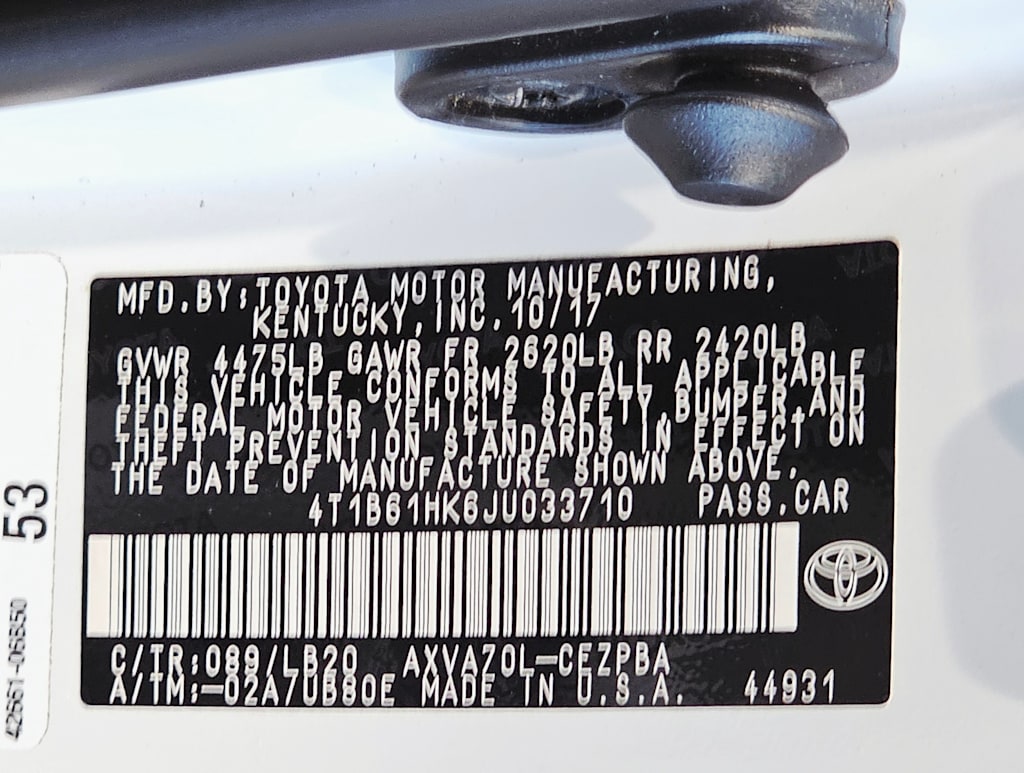 MFD.BY:TOYOTA MOTOR MANUFACTURING,
KENTUCKY,INC.10/17
GVWR 4475LB GAWR FR 2620LB RR 2420LB
THIS VEHICLE CONFORMS TO ALL APPLICABLE
FEDERAL MOTOR VEHICLE SAFETY,BUMPER,AND
THEFT PREVENTION STANDARDS IN EFFECT ON
THE DATE OF MANUFACTURE SHOWN ABOVE.
4T1B61HK6JU033710 PASS.CAR
C/TR:089/LB20 AXVA70L-CEZPBA
A/TM:-02A/UB80E MADE IN U.S.A. 44931
53